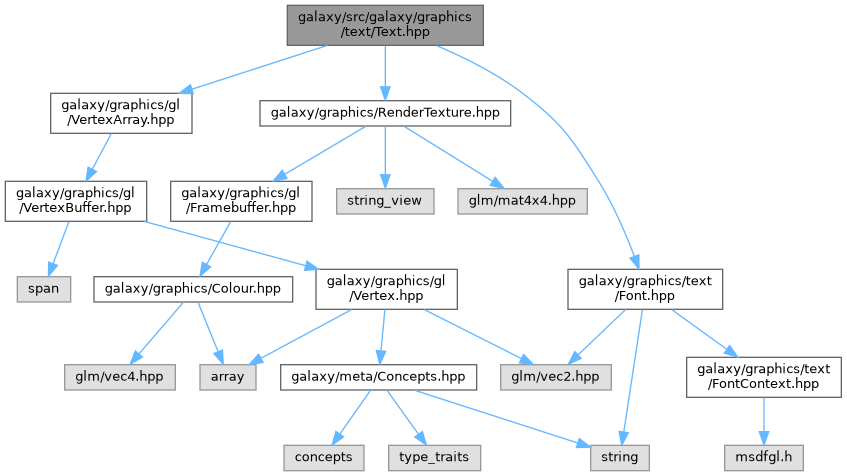 galaxy/src/galaxy/graphics
/text/Text.hpp
galaxy/graphics/gl
/VertexArray.hpp
galaxy/graphics/RenderTexture.hpp
galaxy/graphics/gl
/VertexBuffer.hpp
galaxy/graphics/gl
/Framebuffer.hpp
string_view
glm/mat4x4.hpp
span
galaxy/graphics/Colour.hpp
galaxy/graphics/gl
/Vertex.hpp
galaxy/graphics/text
/Font.hpp
glm/vec4.hpp
array
galaxy/meta/Concepts.hpp
glm/vec2.hpp
galaxy/graphics/text
/FontContext.hpp
concepts
type_traits
string
msdfgl.h